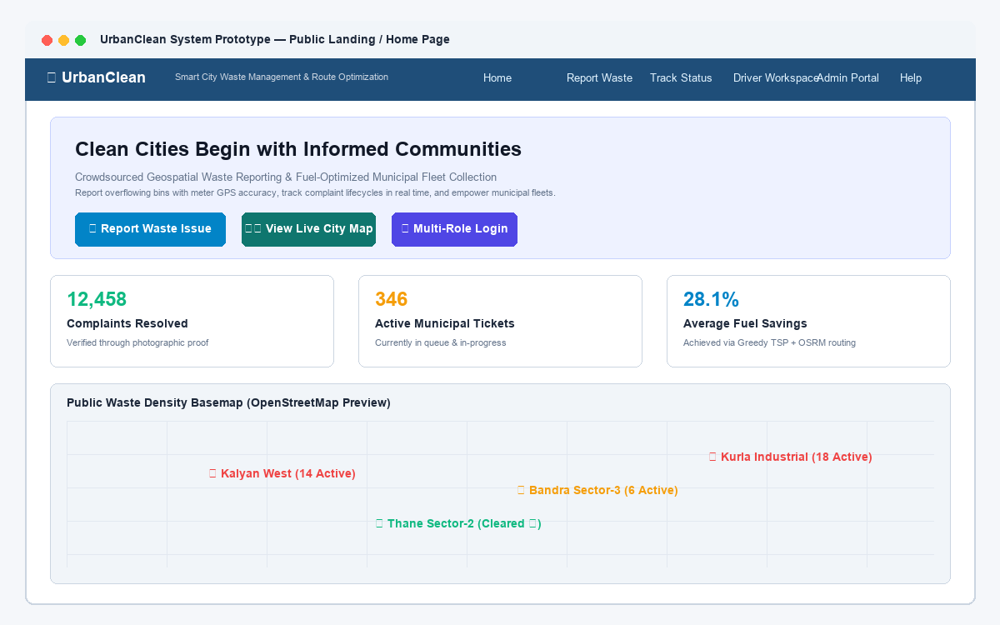 UrbanClean System Prototype — Public Landing / Home Page
UrbanClean
Smart City Waste Management & Route Optimization
Home
Report Waste
Track Status
Driver Workspace
Admin Portal
Help
Clean Cities Begin with Informed Communities
Crowdsourced Geospatial Waste Reporting & Fuel-Optimized Municipal Fleet Collection
Report overflowing bins with meter GPS accuracy, track complaint lifecycles in real time, and empower municipal fleets.
Report Waste Issue
View Live City Map
Multi-Role Login
12,458
Complaints Resolved
Verified through photographic proof
346
Active Municipal Tickets
Currently in queue & in-progress
28.1%
Average Fuel Savings
Achieved via Greedy TSP + OSRM routing
Public Waste Density Basemap (OpenStreetMap Preview)
Kurla Industrial (18 Active)
Kalyan West (14 Active)
Bandra Sector-3 (6 Active)
Thane Sector-2 (Cleared )